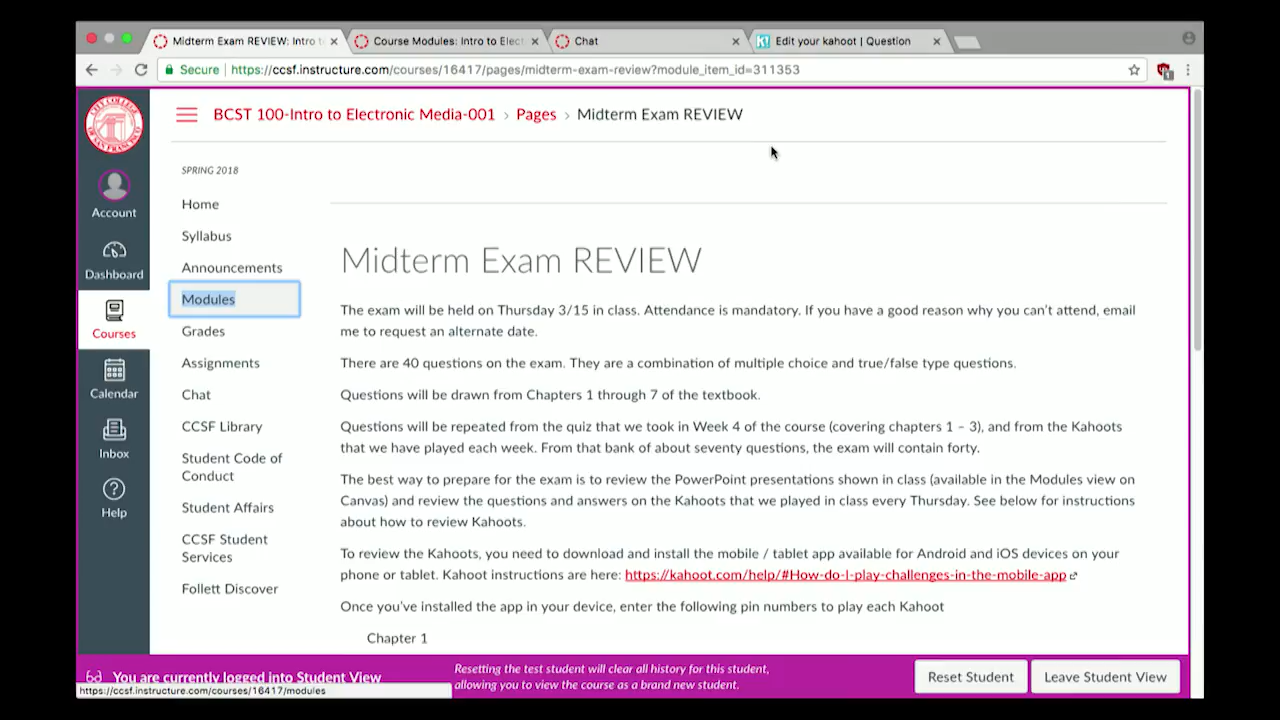 Midterm Exam REVIEW: Intro to
Course Modules: Intro to Elect
Chat
Edit your kahoot | Question
Secure
https://ccsf.instructure.com/courses/16417/pages/midterm-exam-review?module_item_id=311353
BCST 100-Intro to Electronic Media-001 › Pages › Midterm Exam REVIEW
Account
Dashboard
Courses
Calendar
Inbox
Help
SPRING 2018
Home
Syllabus
Announcements
Modules
Grades
Assignments
Chat
CCSF Library
Student Code of
Conduct
Student Affairs
CCSF Student
Services
Follett Discover
Midterm Exam REVIEW
The exam will be held on Thursday 3/15 in class. Attendance is mandatory. If you have a good reason why you can't attend, email
me to request an alternate date.
There are 40 questions on the exam. They are a combination of multiple choice and true/false type questions.
Questions will be drawn from Chapters 1 through 7 of the textbook.
Questions will be repeated from the quiz that we took in Week 4 of the course (covering chapters 1 – 3), and from the Kahoots
that we have played each week. From that bank of about seventy questions, the exam will contain forty.
The best way to prepare for the exam is to review the PowerPoint presentations shown in class (available in the Modules view on
Canvas) and review the questions and answers on the Kahoots that we played in class every Thursday. See below for instructions
about how to review Kahoots.
To review the Kahoots, you need to download and install the mobile / tablet app available for Android and iOS devices on your
phone or tablet. Kahoot instructions are here: https://kahoot.com/help/#How-do-I-play-challenges-in-the-mobile-app
Once you've installed the app in your device, enter the following pin numbers to play each Kahoot
Chapter 1
You are currently logged into Student View
Resetting the test student will clear all history for this student,
allowing you to view the course as a brand new student.
Reset Student
Leave Student View
https://ccsf.instructure.com/courses/16417/modules